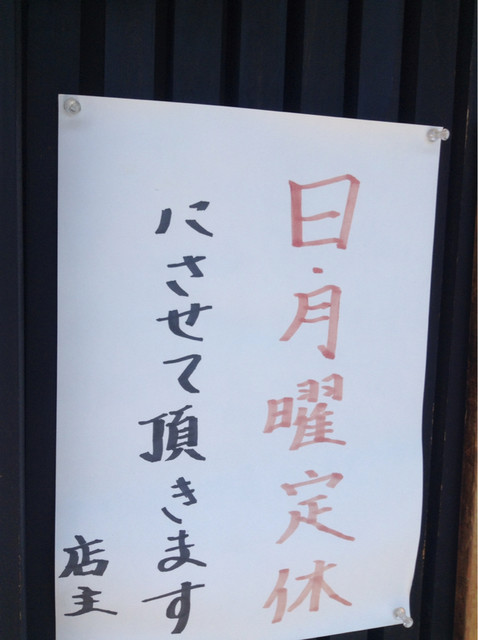 日・月曜定休
にさせて頂きます
店主